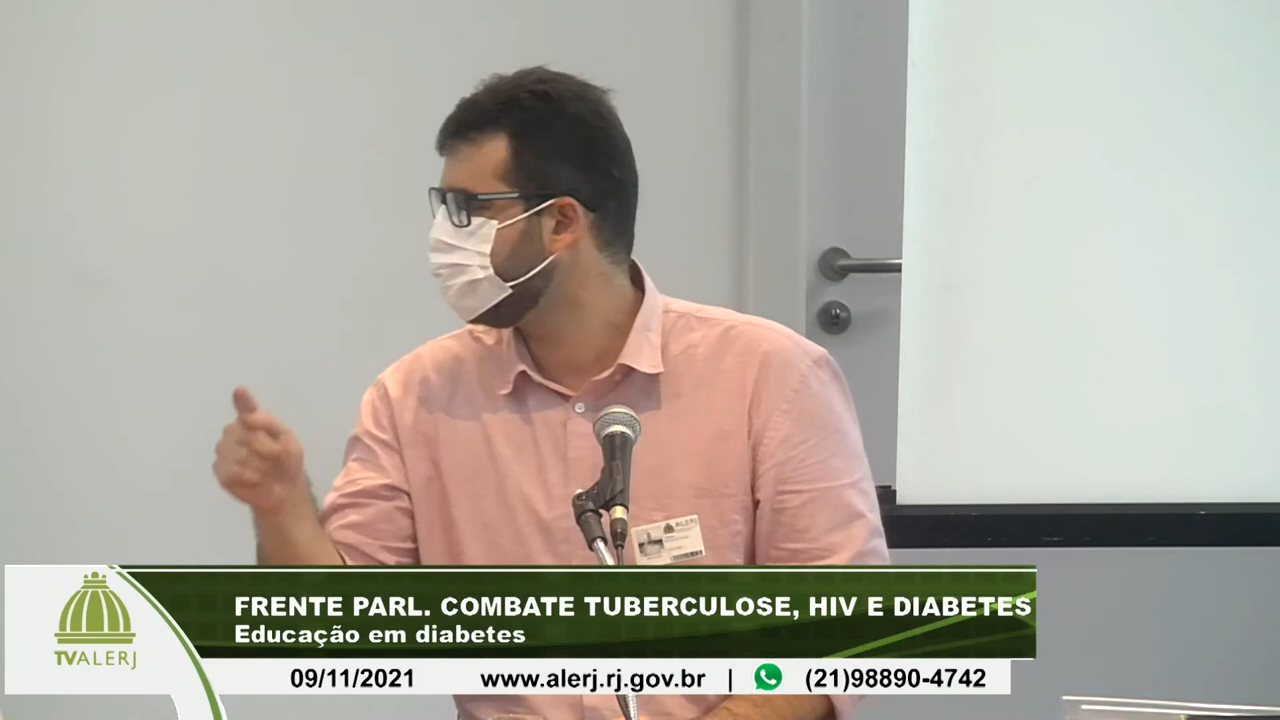 ALERJ
FRENTE PARL. COMBATE TUBERCULOSE, HIV E DIABETES
Educação em diabetes
TVALERJ
09/11/2021 www.alerj.rj.gov.br | (21)98890-4742